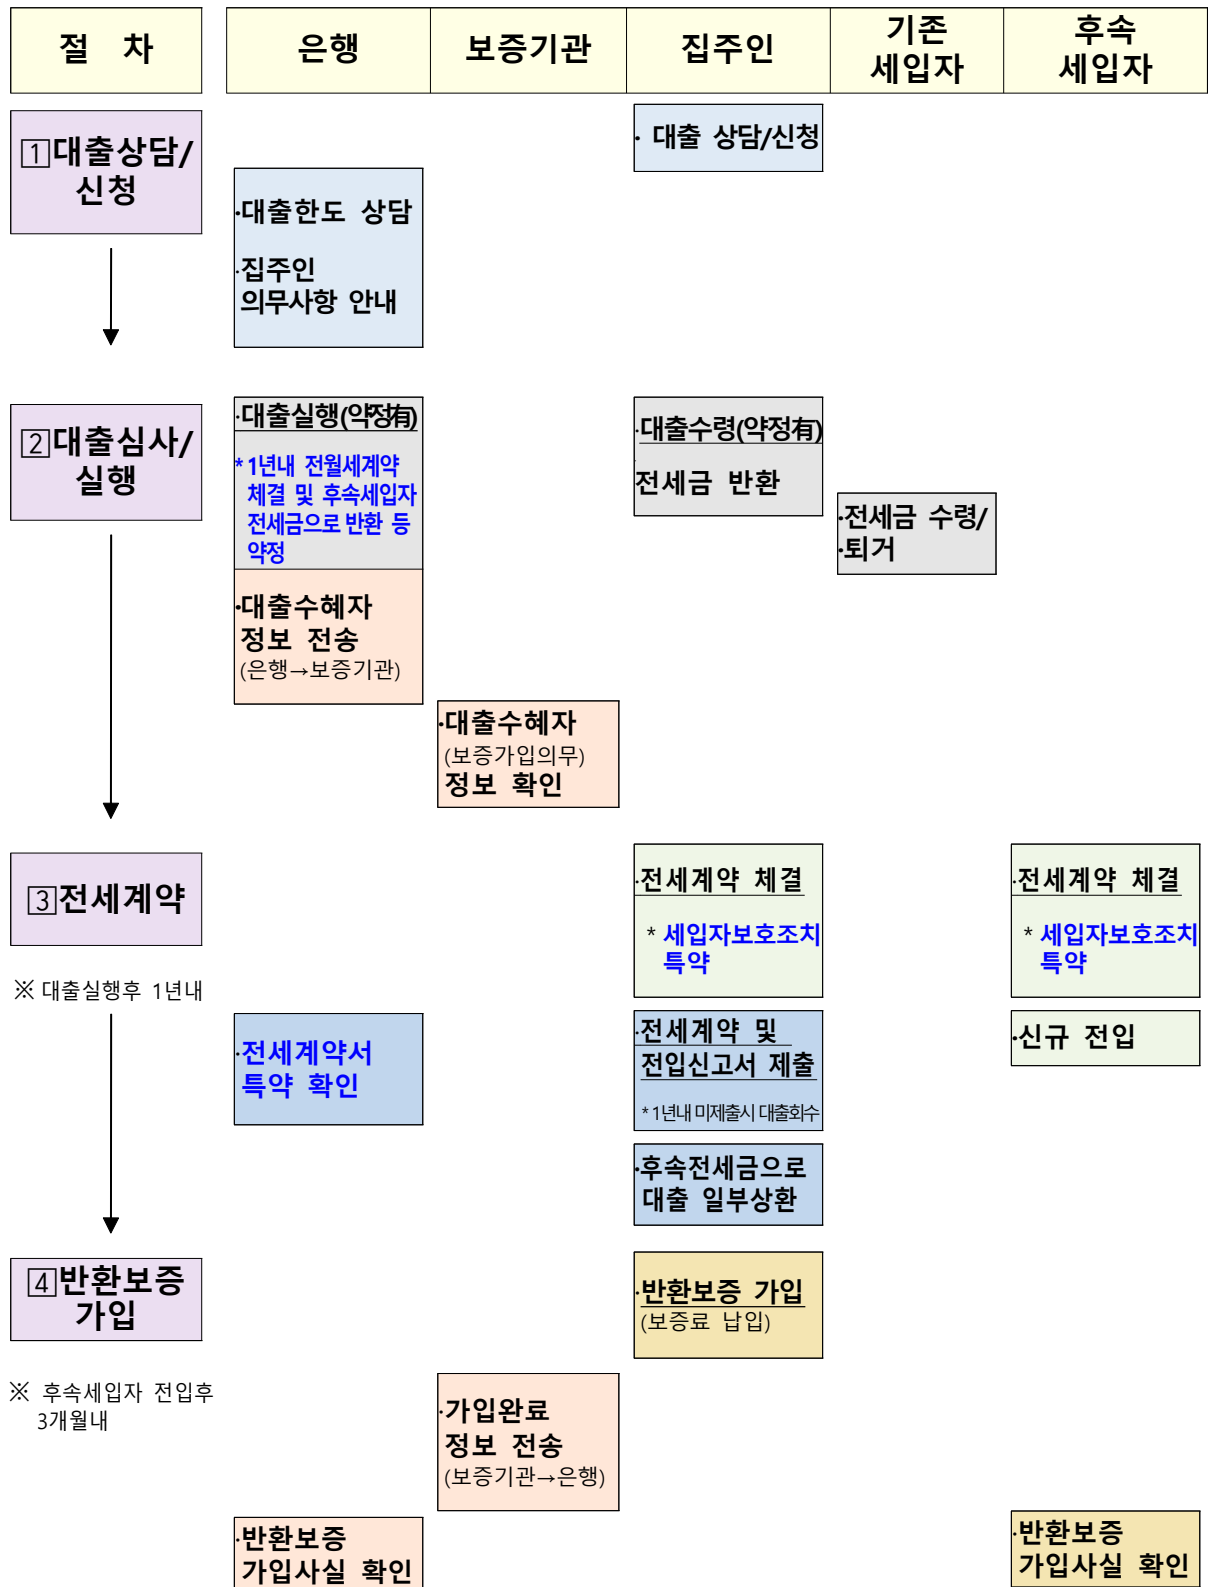 절 차
은행
보증기관
집주인
기존
세입자
후속
세입자
1대출상담/
신청
· 대출 상담/신청
·대출한도 상담
·집주인
의무사항 안내
2대출심사/
실행
·대출실행(약정有)
* 1년내 전월세계약
체결 및 후속세입자
전세금으로 반환 등
약정
·대출수령(약정有)
·
전세금 반환
·전세금 수령/
·퇴거
·대출수혜자
정보 전송
(은행→보증기관)
·대출수혜자
(보증가입의무)
정보 확인
3전세계약
※ 대출실행후 1년내
·전세계약 체결
* 세입자보호조치
특약
·전세계약 체결
* 세입자보호조치
특약
·전세계약서
특약 확인
·전세계약 및
전입신고서 제출
* 1년내 미제출시 대출회수
·신규 전입
·후속전세금으로
대출 일부상환
4반환보증
가입
※ 후속세입자 전입후
3개월내
·반환보증 가입
(보증료 납입)
·가입완료
정보 전송
(보증기관→은행)
·반환보증
가입사실 확인
·반환보증
가입사실 확인